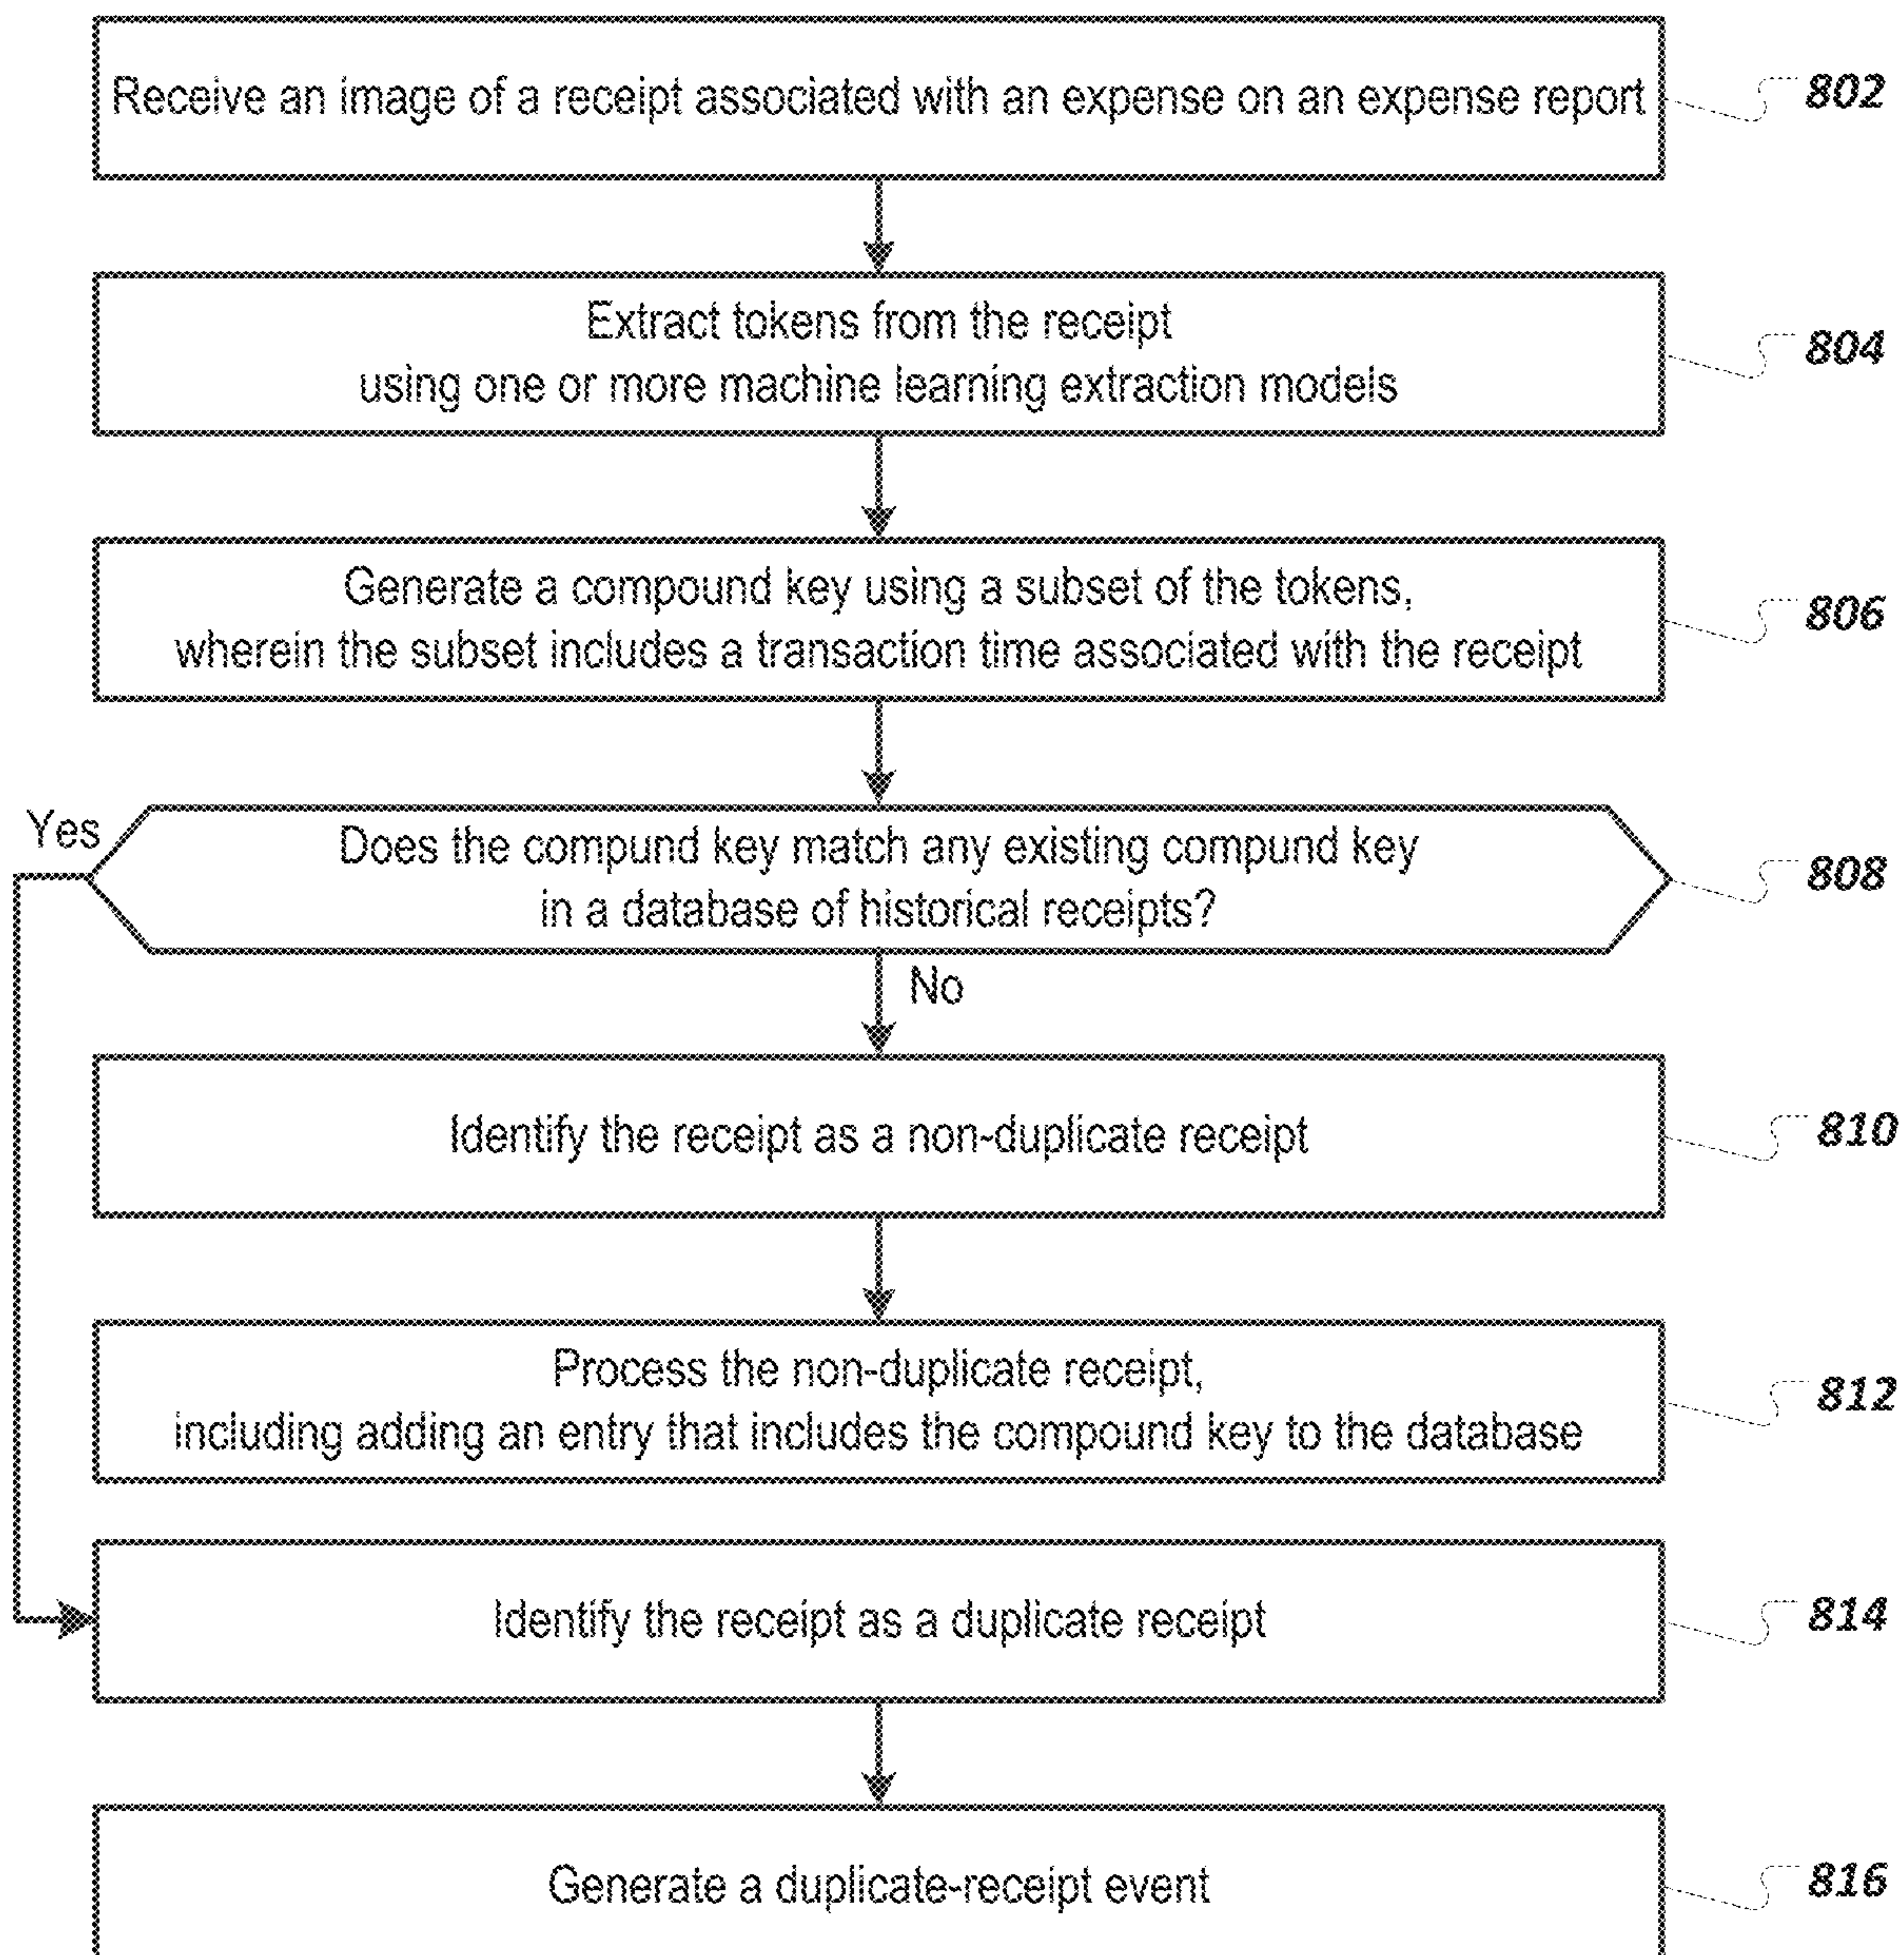 Receive an image of a receipt associated with an expense on an expense report
802
Extract tokens from the receipt
using one or more machine learning extraction models
804
Generate a compound key using a subset of the tokens,
wherein the subset includes a transaction time associated with the receipt
806
Yes
Does the compund key match any existing compund key
in a database of historical receipts?
808
No
Identify the receipt as a non-duplicate receipt
810
Process the non-duplicate receipt,
including adding an entry that includes the compound key to the database
812
Identify the receipt as a duplicate receipt
814
Generate a duplicate-receipt event
816